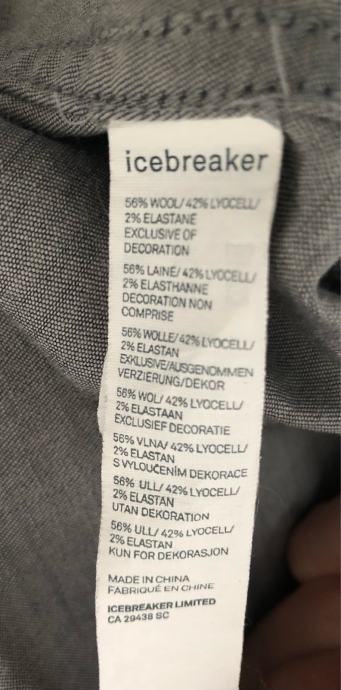 icebreaker
56% WOOL/ 42% LYOCELL/
2% ELASTANE
EXCLUSIVE OF
DECORATION
56% LAINE/ 42% LYOCELL/
2% ELASTHANNE
DECORATION NON
COMPRISE
56% WOLLE/ 42% LYOCELL/
2% ELASTAN
EXKLUSIVE/AUSGENOMMEN
VERZIERUNG/DEKOR
56% WOL/ 42% LYOCELL/
2% ELASTAAN
EXCLUSIEF DECORATIE
56% VLNA/ 42% LYOCELL/
2% ELASTAN
S VYLOUČENÍM DEKORACE
56% ULL/ 42% LYOCELL/
2% ELASTAN
UTAN DEKORATION
56% ULL/ 42% LYOCELL/
2% ELASTAN
KUN FOR DEKORASJON
MADE IN CHINA
FABRIQUÉ EN CHINE
ICEBREAKER LIMITED
CA 29438 SC